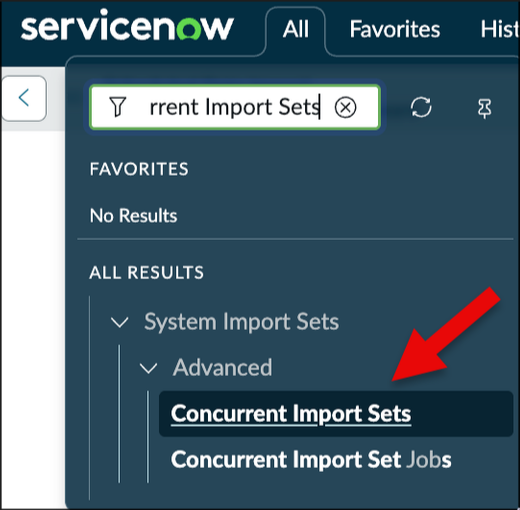 servicenow All Favorites Hist
rrent Import Sets
FAVORITES
No Results
ALL RESULTS
System Import Sets
Advanced
Concurrent Import Sets
Concurrent Import Set Jobs